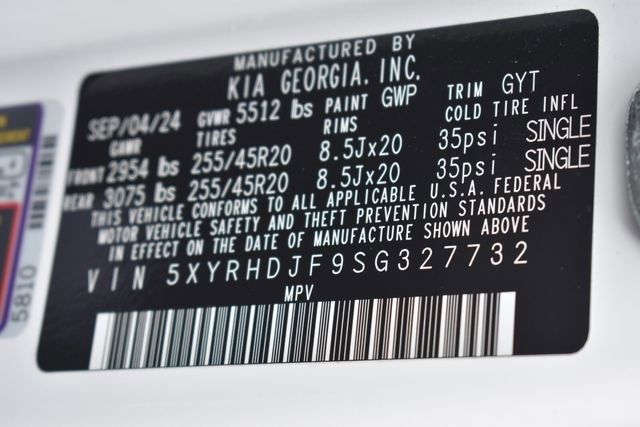 MANUFACTURED BY
KIA GEORGIA, INC.
SEP/04/24 GVWR 5512 lbs PAINT GWP TRIM GYT
GAWR TIRES RIMS COLD TIRE INFL
FRONT 2954 lbs 255/45R20 8.5Jx20 35psi SINGLE
REAR 3075 lbs 255/45R20 8.5Jx20 35psi SINGLE
THIS VEHICLE CONFORMS TO ALL APPLICABLE U.S.A. FEDERAL
MOTOR VEHICLE SAFETY AND THEFT PREVENTION STANDARDS
IN EFFECT ON THE DATE OF MANUFACTURE SHOWN ABOVE
VIN 5XYRHDJF9SG327732
MPV
5810